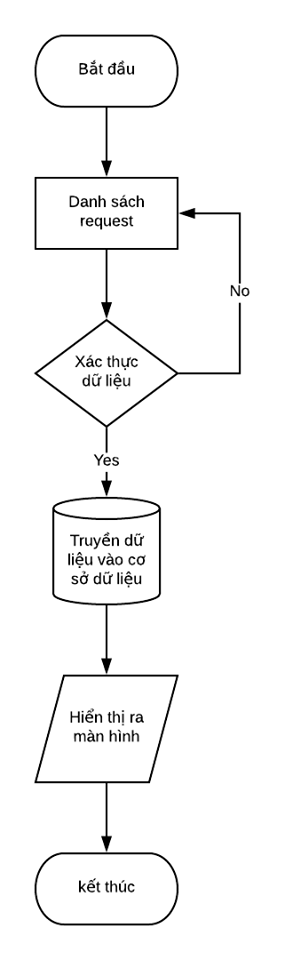 Bắt đầu
Danh sách
request
No
Xác thực
dữ liệu
Yes
Truyền dữ
liệu vào cơ
sở dữ liệu
Hiển thị ra
màn hình
kết thúc